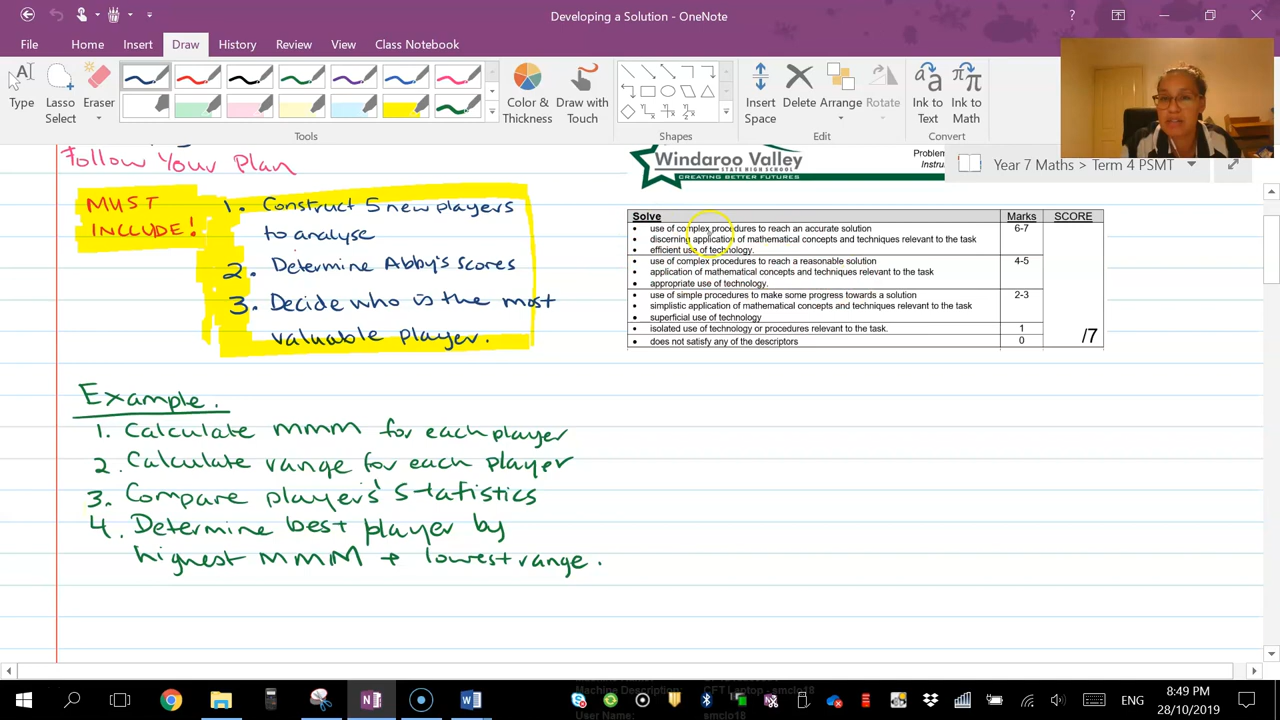 Developing a Solution - OneNote
File Home Insert Draw History Review View Class Notebook
Type Lasso Select Eraser Color & Thickness Draw with Touch Insert Space Delete Arrange Rotate Ink to Text Ink to Math
Tools Shapes Edit Convert
Year 7 Maths > Term 4 PSMT
Follow Your Plan
MUST INCLUDE!
1. Construct 5 new players
to analyse
2. Determine Abby's scores
3. Decide who is the most
valuable player.
Windaroo Valley
STATE HIGH SCHOOL
CREATING BETTER FUTURES
Problem
Instru
Solve Marks SCORE
• use of complex procedures to reach an accurate solution 6-7
• discerning application of mathematical concepts and techniques relevant to the task
• efficient use of technology.
• use of complex procedures to reach a reasonable solution 4-5
• application of mathematical concepts and techniques relevant to the task
• appropriate use of technology.
• use of simple procedures to make some progress towards a solution 2-3
• simplistic application of mathematical concepts and techniques relevant to the task
• superficial use of technology
• isolated use of technology or procedures relevant to the task. 1
• does not satisfy any of the descriptors 0
/7
Example.
1. Calculate MMM for each player
2. Calculate range for each player
3. Compare player's statistics
4. Determine best player by
highest MMM + lowest range.
ENG
8:49 PM
28/10/2019